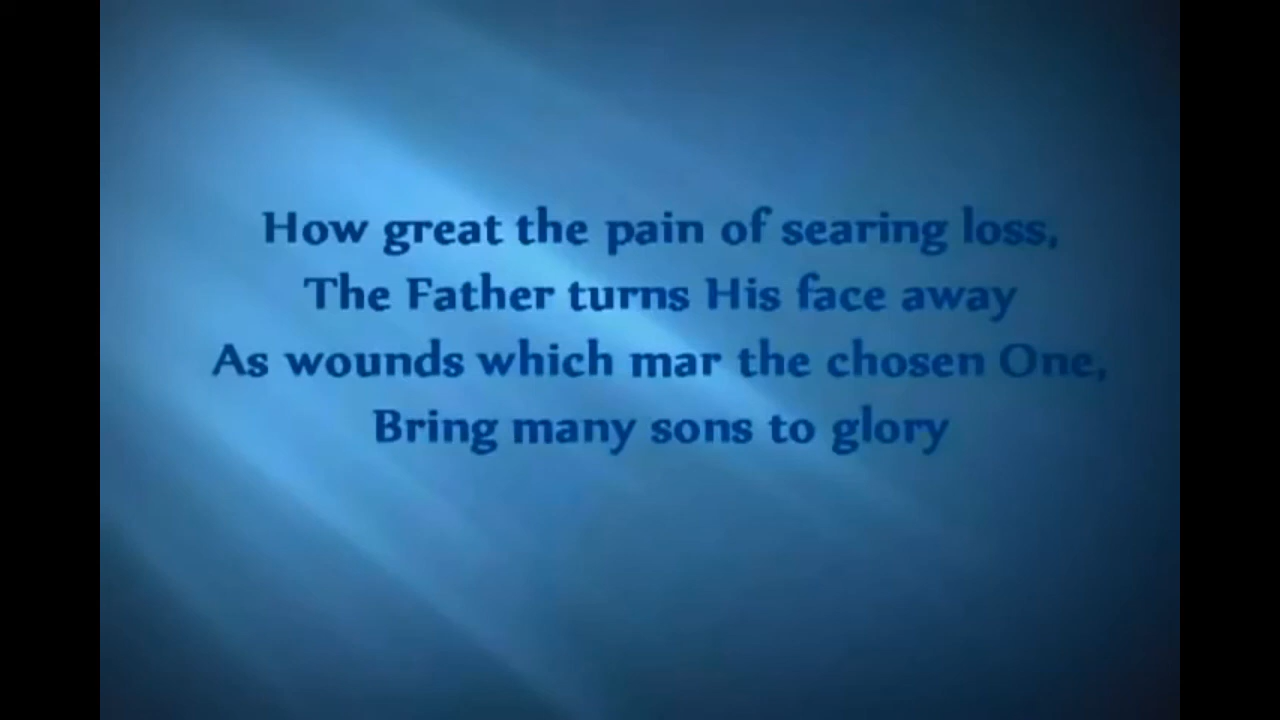 How great the pain of searing loss,
The Father turns His face away
As wounds which mar the chosen One,
Bring many sons to glory